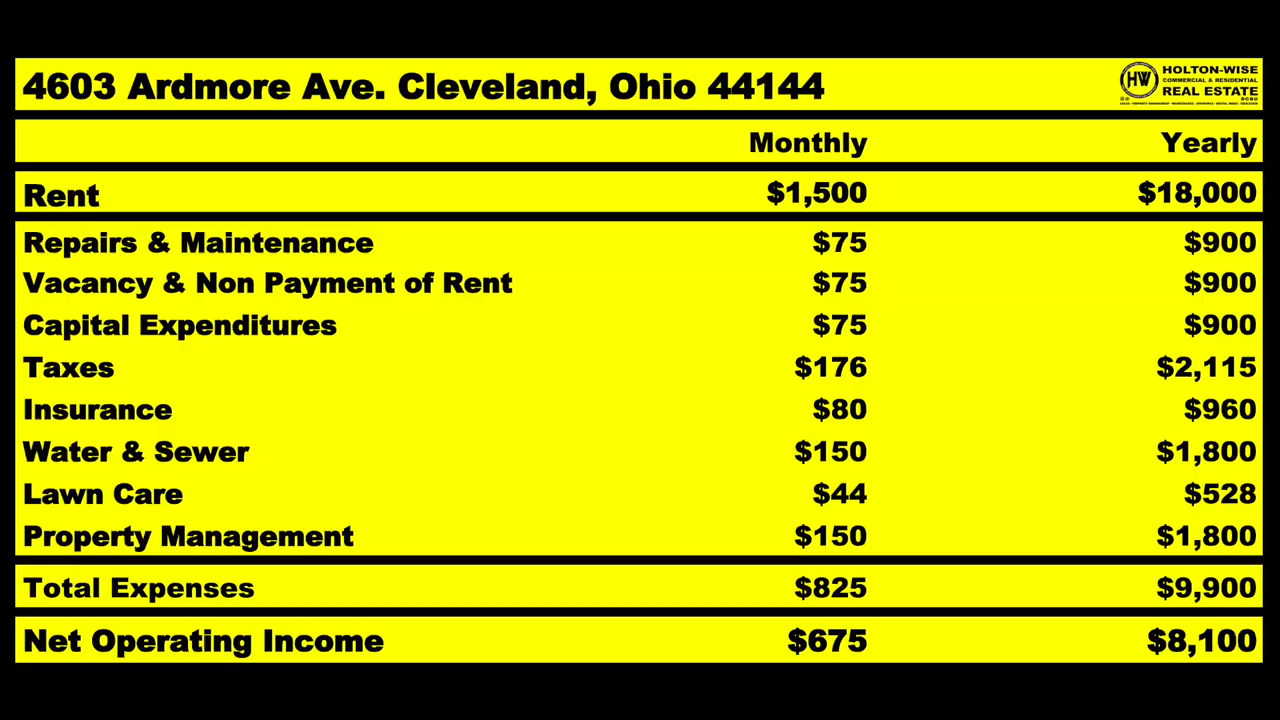 4603 Ardmore Ave. Cleveland, Ohio 44144
HW
HOLTON-WISE
COMMERCIAL & RESIDENTIAL
REAL ESTATE
Monthly Yearly
Rent $1,500 $18,000
Repairs & Maintenance $75 $900
Vacancy & Non Payment of Rent $75 $900
Capital Expenditures $75 $900
Taxes $176 $2,115
Insurance $80 $960
Water & Sewer $150 $1,800
Lawn Care $44 $528
Property Management $150 $1,800
Total Expenses $825 $9,900
Net Operating Income $675 $8,100